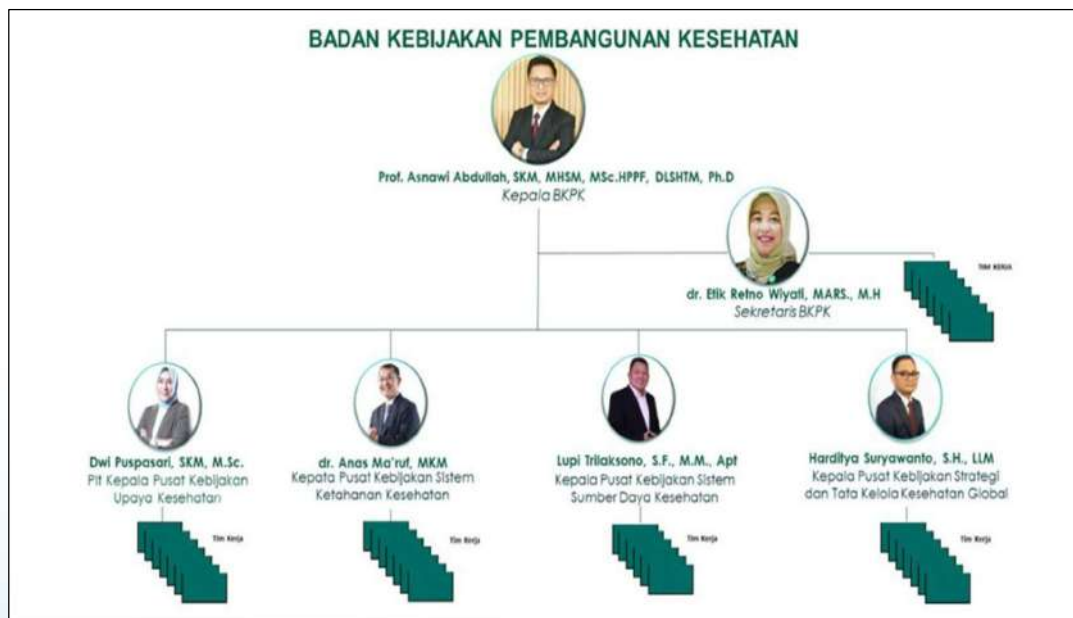 BADAN KEBIJAKAN PEMBANGUNAN KESEHATAN
Prof. Asnawi Abdullah, SKM, MHSM, MSc.HPPF, DLSHTM, Ph.D
Kepala BKPK
TIM KERJA
dr. Etik Retno Wiyati, MARS., M.H
Sekretaris BKPK
Dwi Puspasari, SKM, M.Sc.
Plt Kepala Pusat Kebijakan
Upaya Kesehatan
dr. Anas Ma'ruf, MKM
Kepata Pusat Kebijakan Sistem
Ketahanan Kesehatan
Lupi Trilaksono, S.F., M.M., Apt
Kepala Pusat Kebijakan Sistem
Sumber Daya Kesehatan
Harditya Suryawanto, S.H., LLM
Kepala Pusat Kebijakan Strategi
dan Tata Kelola Kesehatan Global
Tim Kerja
Tim Kerja
Tim Kerja
Tim Kerja